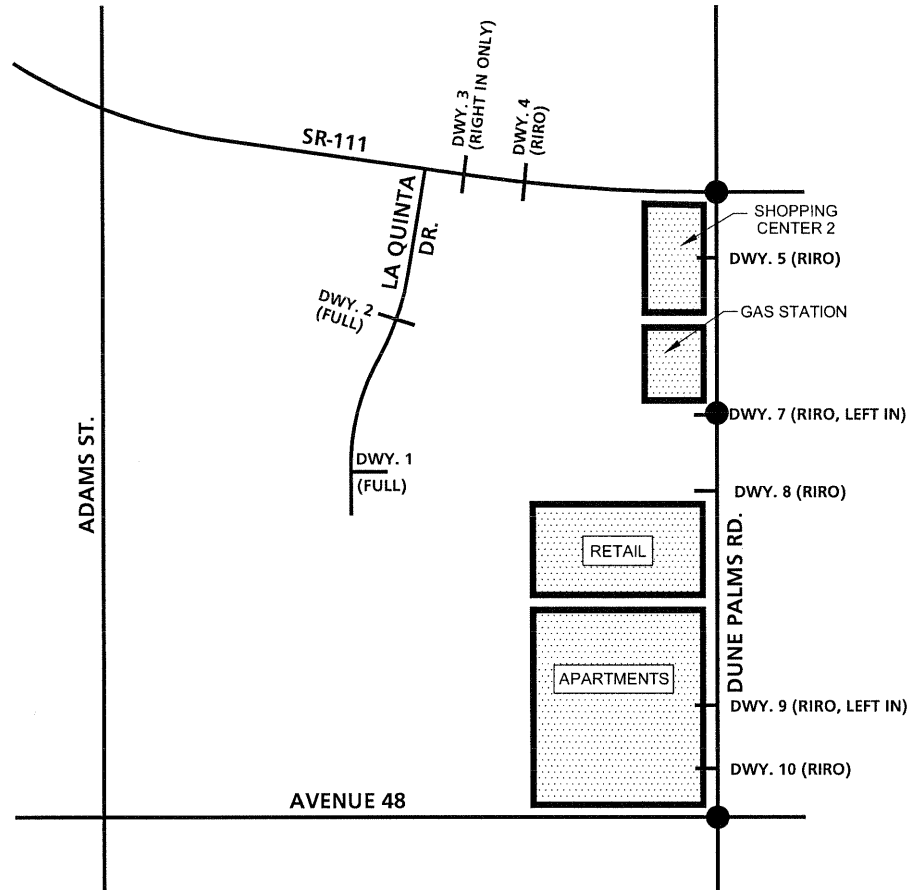 DWY. 3
(RIGHT IN ONLY)
DWY. 4
(RIRO)
SR-111
LA QUINTA
DR.
SHOPPING
CENTER 2
DWY. 5 (RIRO)
DWY. 2
(FULL)
GAS STATION
DWY. 7 (RIRO, LEFT IN)
ADAMS ST.
DWY. 1
(FULL)
DWY. 8 (RIRO)
RETAIL
DUNE PALMS RD.
APARTMENTS
DWY. 9 (RIRO, LEFT IN)
DWY. 10 (RIRO)
AVENUE 48